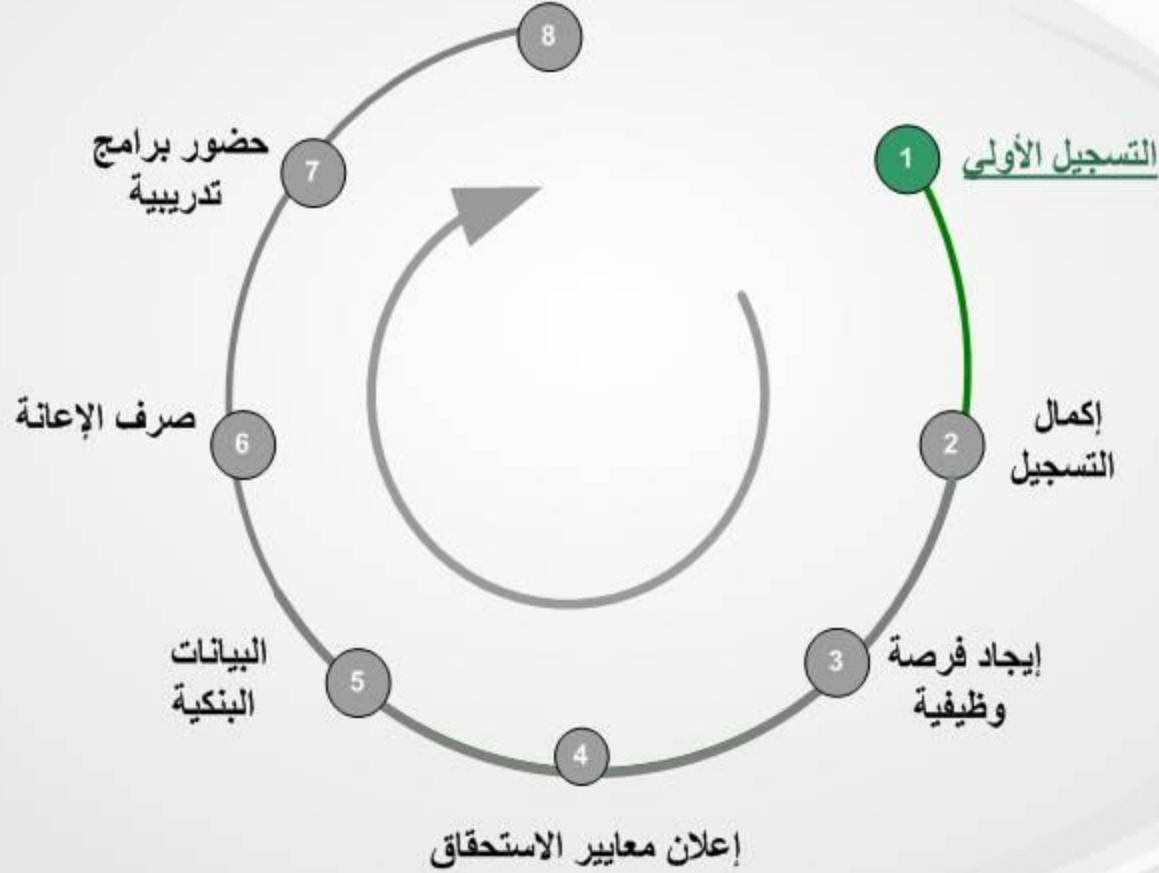 8
7
حضور برامج
تدريبية
1
التسجيل الأولي
6
صرف الإعانة
2
إكمال
التسجيل
5
البيانات
البنكية
3
إيجاد فرصة
وظيفية
4
إعلان معايير الاستحقاق